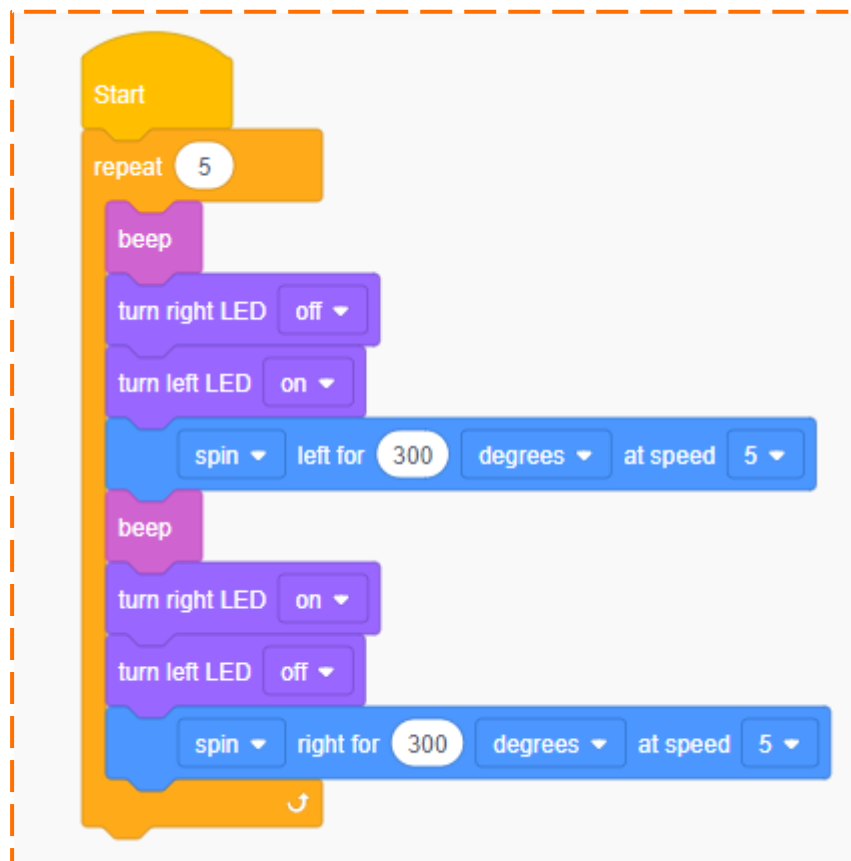 Start
repeat 5
beep
turn right LED off
turn left LED on
spin left for 300 degrees at speed 5
beep
turn right LED on
turn left LED off
spin right for 300 degrees at speed 5